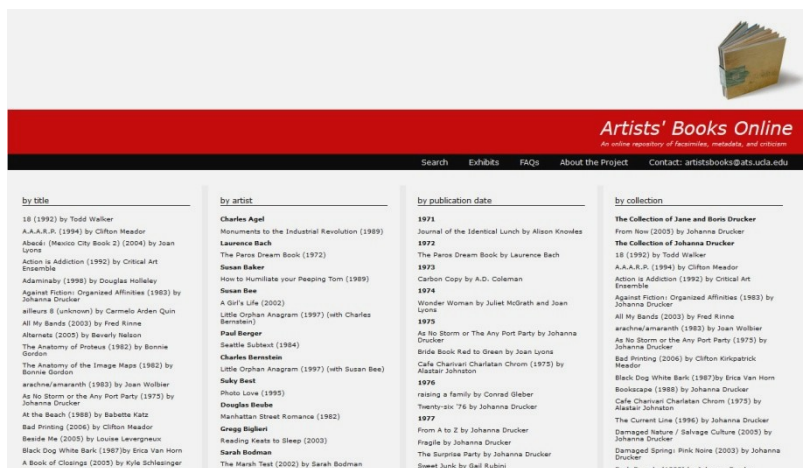 Artists' Books Online
An online repository of facsimiles, metadata, and criticism
Search Exhibits FAQs About the Project Contact: artistsbooks@ats.ucla.edu
by title
18 (1992) by Todd Walker
A.A.A.R.P. (1994) by Clifton Meador
Abecé: (Mexico City Book 2) (2004) by Joan
Lyons
Action is Addiction (1992) by Critical Art
Ensemble
Adaminaby (1998) by Douglas Holleley
Against Fiction: Organized Affinities (1983) by
Johanna Drucker
ailleurs 8 (unknown) by Carmelo Arden Quin
All My Bands (2003) by Fred Rinne
Alternets (2005) by Beverly Nelson
The Anatomy of Proteus (1982) by Bonnie
Gordon
The Anatomy of the Image Maps (1982) by
Bonnie Gordon
arachne/amaranth (1983) by Joan Wolbier
As No Storm or The Any Port Party (1975) by
Johanna Drucker
At the Beach (1988) by Babette Katz
Bad Printing (2006) by Clifton Meador
Beside Me (2005) by Louise Levergneux
Black Dog White Bark (1987)by Erica Van Horn
A Book of Closings (2005) by Kyle Schlesinger
by artist
Charles Agel
Monuments to the Industrial Revolution (1989)
Laurence Bach
The Paros Dream Book (1972)
Susan Baker
How to Humiliate your Peeping Tom (1989)
Susan Bee
A Girl's Life (2002)
Little Orphan Anagram (1997) (with Charles
Bernstein)
Paul Berger
Seattle Subtext (1984)
Charles Bernstein
Little Orphan Anagram (1997) (with Susan Bee)
Suky Best
Photo Love (1995)
Douglas Beube
Manhattan Street Romance (1982)
Gregg Biglieri
Reading Keats to Sleep (2003)
Sarah Bodman
The Marsh Test (2002) by Sarah Bodman
by publication date
1971
Journal of the Identical Lunch by Alison Knowles
1972
The Paros Dream Book by Laurence Bach
1973
Carbon Copy by A.D. Coleman
1974
Wonder Woman by Juliet McGrath and Joan
Lyons
1975
As No Storm or The Any Port Party by Johanna
Drucker
Bride Book Red to Green by Joan Lyons
Cafe Charivari Charlatan Chrom (1975) by
Alastair Johnston
1976
raising a family by Conrad Gleber
Twenty-six '76 by Johanna Drucker
1977
From A to Z by Johanna Drucker
Fragile by Johanna Drucker
The Surprise Party by Johanna Drucker
Sweet Junk by Gail Rubini
by collection
The Collection of Jane and Boris Drucker
From Now (2005) by Johanna Drucker
The Collection of Johanna Drucker
18 (1992) by Todd Walker
A.A.A.R.P. (1994) by Clifton Meador
Action is Addiction (1992) by Critical Art
Ensemble
Against Fiction: Organized Affinities (1983) by
Johanna Drucker
All My Bands (2003) by Fred Rinne
arachne/amaranth (1983) by Joan Wolbier
As No Storm or the Any Port Party (1975) by
Johanna Drucker
Bad Printing (2006) by Clifton Kirkpatrick
Meador
Black Dog White Bark (1987)by Erica Van Horn
Bookscape (1988) by Johanna Drucker
Cafe Charivari Charlatan Chrom (1975) by
Alastair Johnston
The Current Line (1996) by Johanna Drucker
Damaged Nature / Salvage Culture (2005) by
Johanna Drucker
Damaged Spring: Pink Noire (2003) by Johanna
Drucker